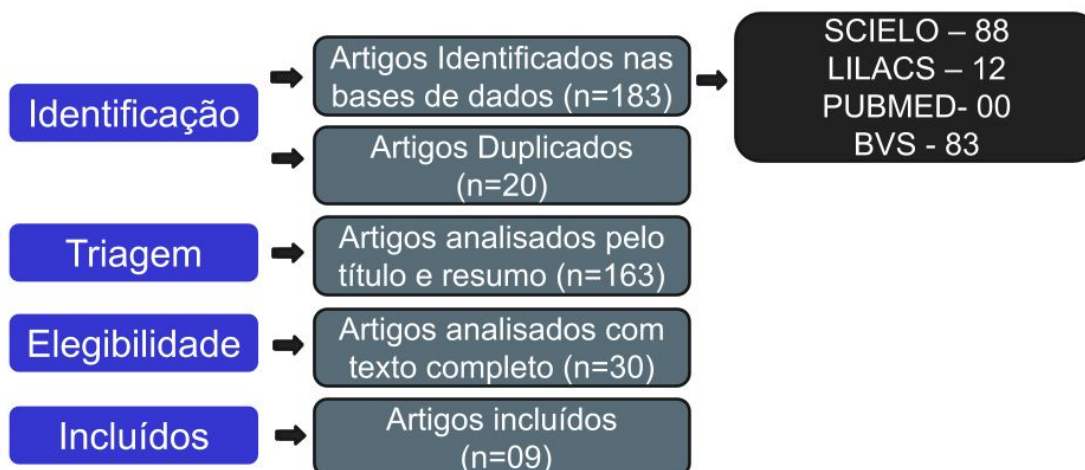 Identificação
Artigos Identificados nas
bases de dados (n=183)
SCIELO – 88
LILACS – 12
PUBMED- 00
BVS - 83
Artigos Duplicados
(n=20)
Triagem
Artigos analisados pelo
título e resumo (n=163)
Elegibilidade
Artigos analisados com
texto completo (n=30)
Incluídos
Artigos incluídos
(n=09)